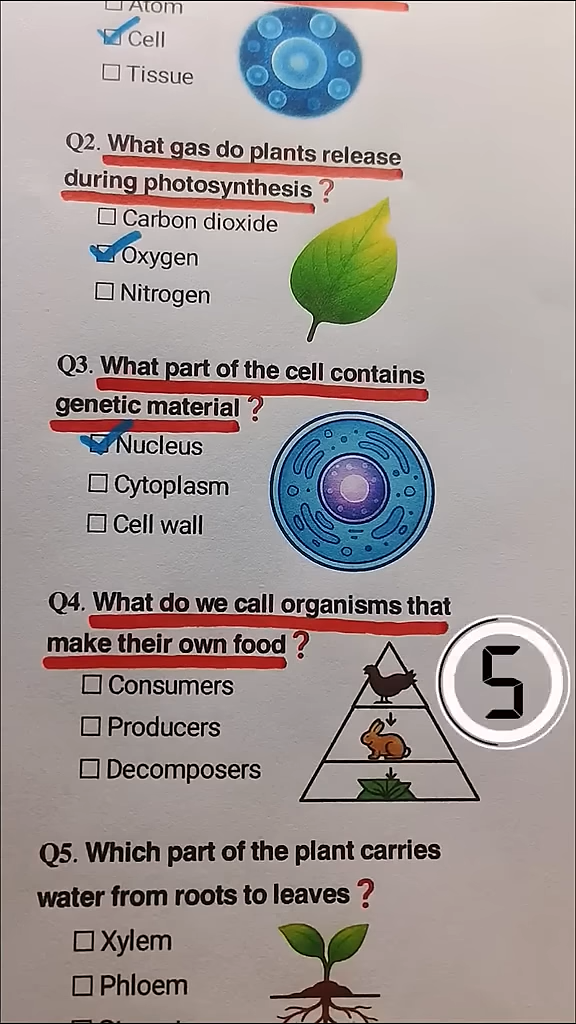 Atom
Cell
Tissue
Q2. What gas do plants release
during photosynthesis ❓
Carbon dioxide
Oxygen
Nitrogen
Q3. What part of the cell contains
genetic material ❓
Nucleus
Cytoplasm
Cell wall
Q4. What do we call organisms that
make their own food ❓
5
Consumers
Producers
Decomposers
Q5. Which part of the plant carries
water from roots to leaves ❓
Xylem
Phloem